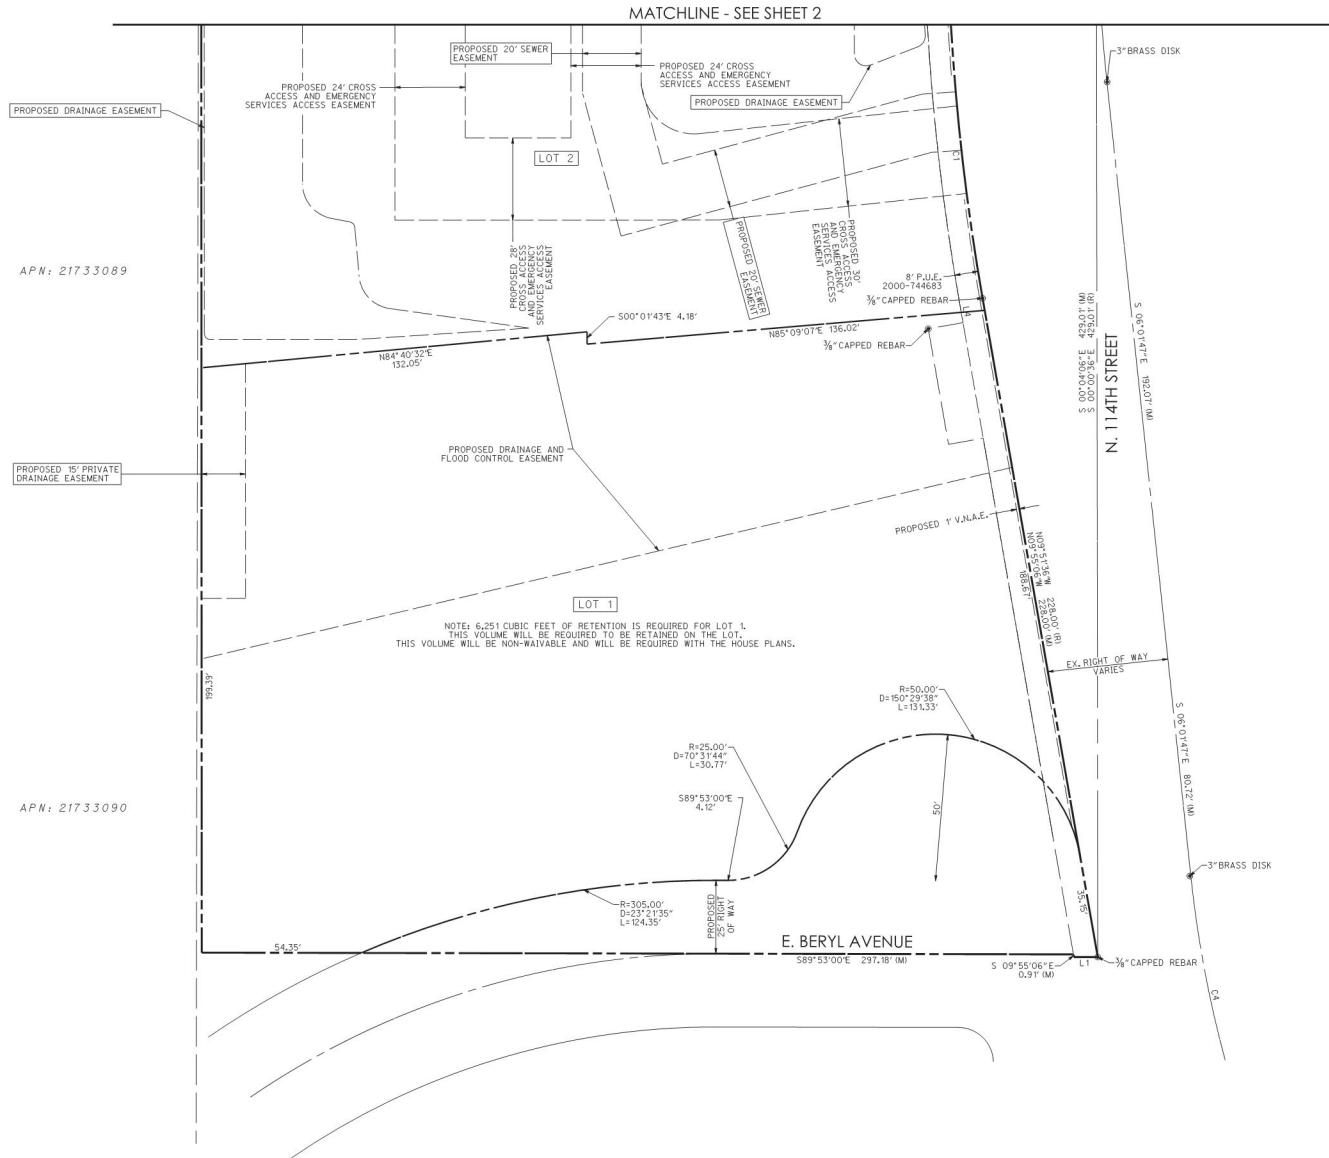 MATCHLINE - SEE SHEET 2
PROPOSED 20' SEWER
EASEMENT
3" BRASS DISK
PROPOSED 24' CROSS
ACCESS AND EMERGENCY
SERVICES ACCESS EASEMENT
PROPOSED 24' CROSS
ACCESS AND EMERGENCY
SERVICES ACCESS EASEMENT
PROPOSED DRAINAGE EASEMENT
PROPOSED DRAINAGE EASEMENT
LOT 2
C1
APN: 21733089
PROPOSED 28'
CROSS ACCESS
AND EMERGENCY
SERVICES ACCESS
EASEMENT
PROPOSED 20' SEWER
EASEMENT
PROPOSED 30'
CROSS ACCESS
AND EMERGENCY
SERVICES ACCESS
EASEMENT
8' P.U.E.
2000-744683
⅜" CAPPED REBAR
L4
S00°01'43"E 4.18'
N85°09'07"E 136.02'
⅜" CAPPED REBAR
N84°40'32"E
132.05'
S 00°04'06"E 429.01' (M)
S 00°00'36"E 429.01' (R)
N. 114TH STREET
S 06°01'47"E 192.07' (M)
PROPOSED DRAINAGE AND
FLOOD CONTROL EASEMENT
PROPOSED 15' PRIVATE
DRAINAGE EASEMENT
PROPOSED 1' V.N.A.E.
N09°51'36"W 228.00' (R)
N09°55'06"W 228.00' (M)
188.67'
LOT 1
NOTE: 6,251 CUBIC FEET OF RETENTION IS REQUIRED FOR LOT 1.
THIS VOLUME WILL BE REQUIRED TO BE RETAINED ON THE LOT.
THIS VOLUME WILL BE NON-WAIVABLE AND WILL BE REQUIRED WITH THE HOUSE PLANS.
EX. RIGHT OF WAY
VARIES
199.39'
R=50.00'
D=150°29'38"
L=131.33'
S 06°01'47"E 80.72' (M)
R=25.00'
D=70°31'44"
L=30.77'
S89°53'00"E
4.12'
50'
APN: 21733090
3" BRASS DISK
R=305.00'
D=23°21'35"
L=124.35'
PROPOSED
25' RIGHT
OF WAY
35.15'
54.35'
E. BERYL AVENUE
S89°53'00"E 297.18' (M)
S 09°55'06"E
0.91' (M)
L1
⅜" CAPPED REBAR
C4